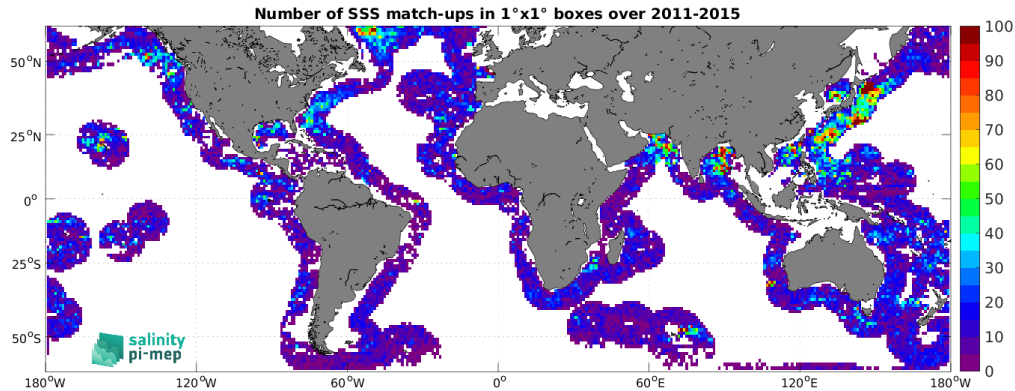 Number of SSS match-ups in 1°x1° boxes over 2011-2015
50°N
25°N
0°
25°S
50°S
180°W
120°W
60°W
0°
60°E
120°E
180°W
100
90
80
70
60
50
40
30
20
10
0
salinity
pi-mep